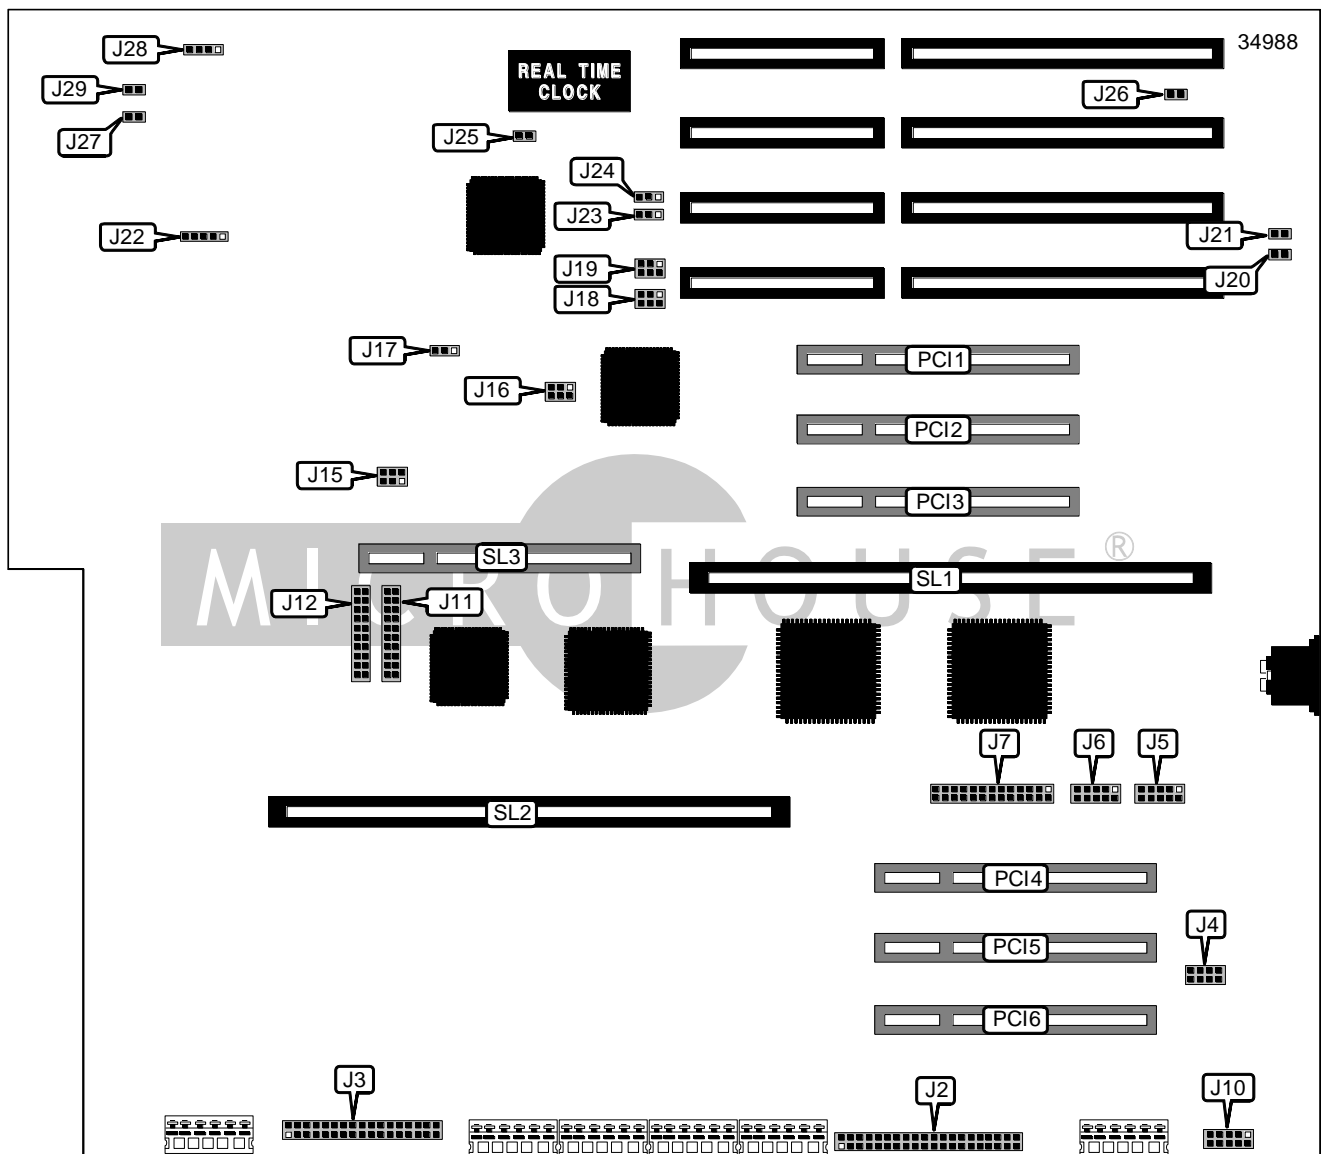 34988
J28
REAL TIME
CLOCK
J29
J26
J27
J25
J24
J23
J22
J21
J19
J20
J18
J17
PCI1
J16
PCI2
J15
PCI3
MICROHOUSE®
SL3
SL1
J12
J11
J7
J6
J5
SL2
PCI4
J4
PCI5
PCI6
J3
J2
J10